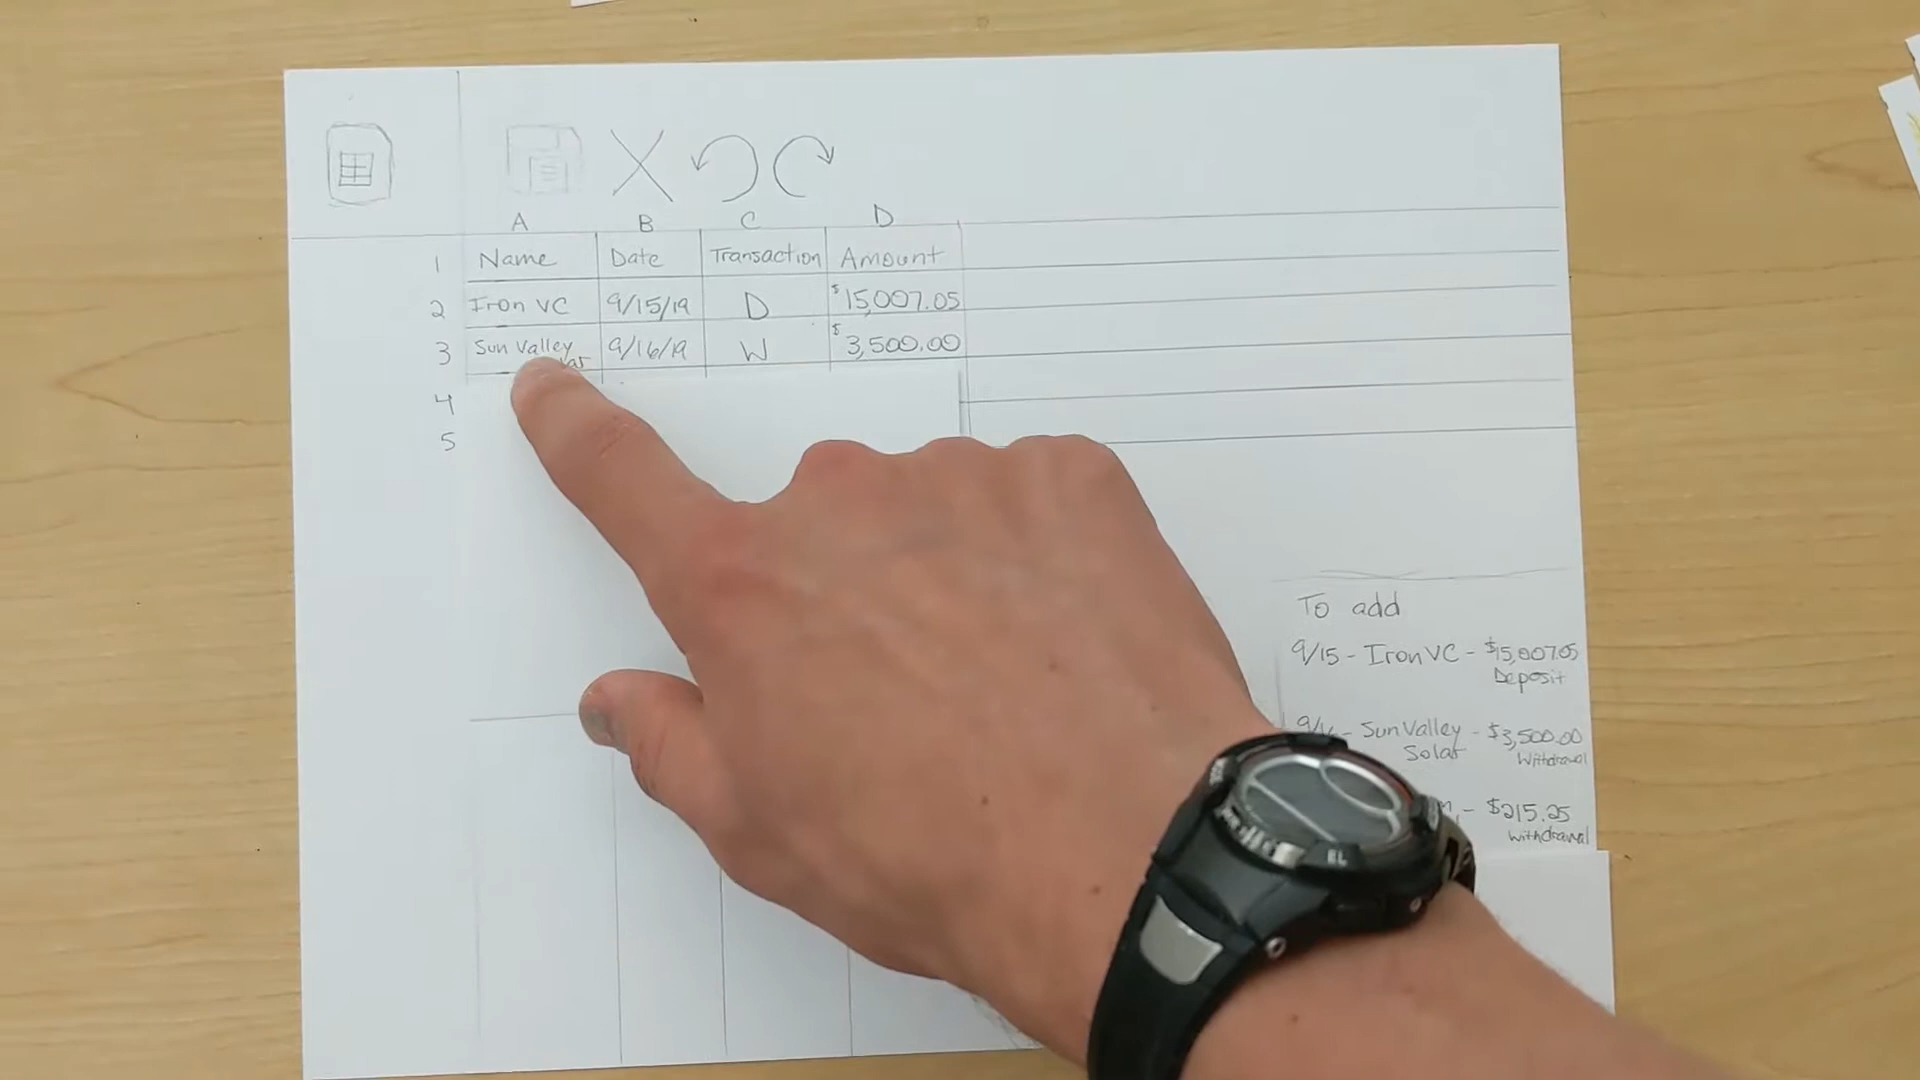 A B C D
1 Name Date Transaction Amount
2 Iron VC 9/15/19 D $15,007.05
3 Sun Valley 9/16/19 W $3,500.00
4
5
To add
9/15 - Iron VC - $15,007.05
Deposit
Sun Valley - $3,500.00
Solar Withdrawal
- $215.25
Withdrawal
EL